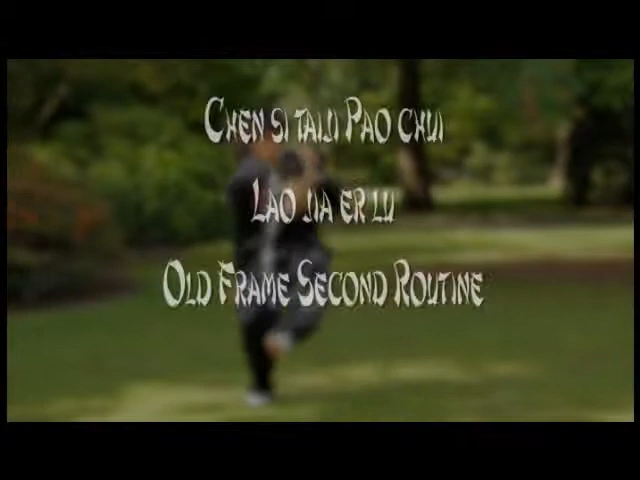 Chen si taiji Pao chui
Lao jia er lu
Old Frame Second Routine